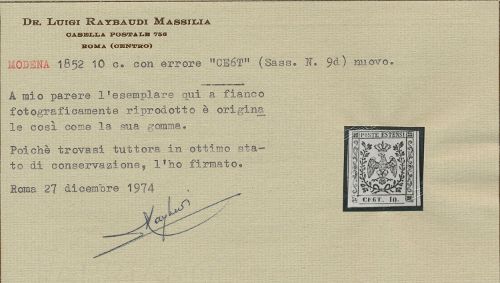 DR. LUIGI RAYBAUDI MASSILIA
CASELLA POSTALE 756
ROMA (CENTRO)
MODENA 1852 10 c. con errore "CE6T" (Sass. N. 9d) nuovo.
A mio parere l'esemplare qui a fianco
fotograficamente riprodotto è origina
le così come la sua gomma.
Poichè trovasi tuttora in ottimo sta-
to di conservazione, l'ho firmato.
Roma 27 dicembre 1974
Raybaudi
POSTE ESTENSI
CE6T. 10.